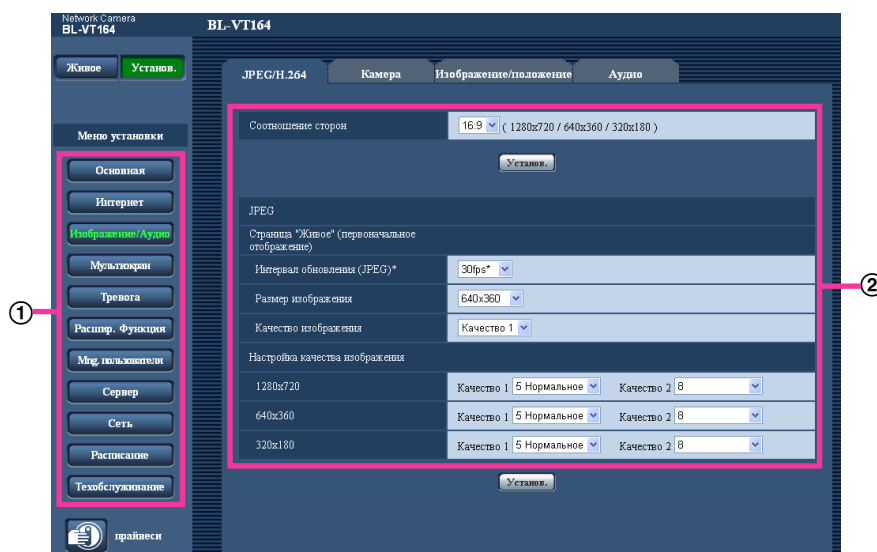 Network Camera
BL-VT164
BL-VT164
Живое Установ.
JPEG/H.264 Камера Изображение/положение Аудио
Меню установки
Основная
Интернет
Изображение/Аудио
Мультиэкран
Тревога
Расшир. Функция
Mng. пользователя
Сервер
Сеть
Расписание
Техобслуживание
прайвеси
①
Соотношение сторон 16:9 ( 1280x720 / 640x360 / 320x180 )
Установ.
JPEG
Страница "Живое" (первоначальное
отображение)
Интервал обновления (JPEG)* 30fps*
Размер изображения 640x360
Качество изображения Качество 1
Настройка качества изображения
1280x720 Качество 1 5 Нормальное Качество 2 8
640x360 Качество 1 5 Нормальное Качество 2 8
320x180 Качество 1 5 Нормальное Качество 2 8
Установ.
②